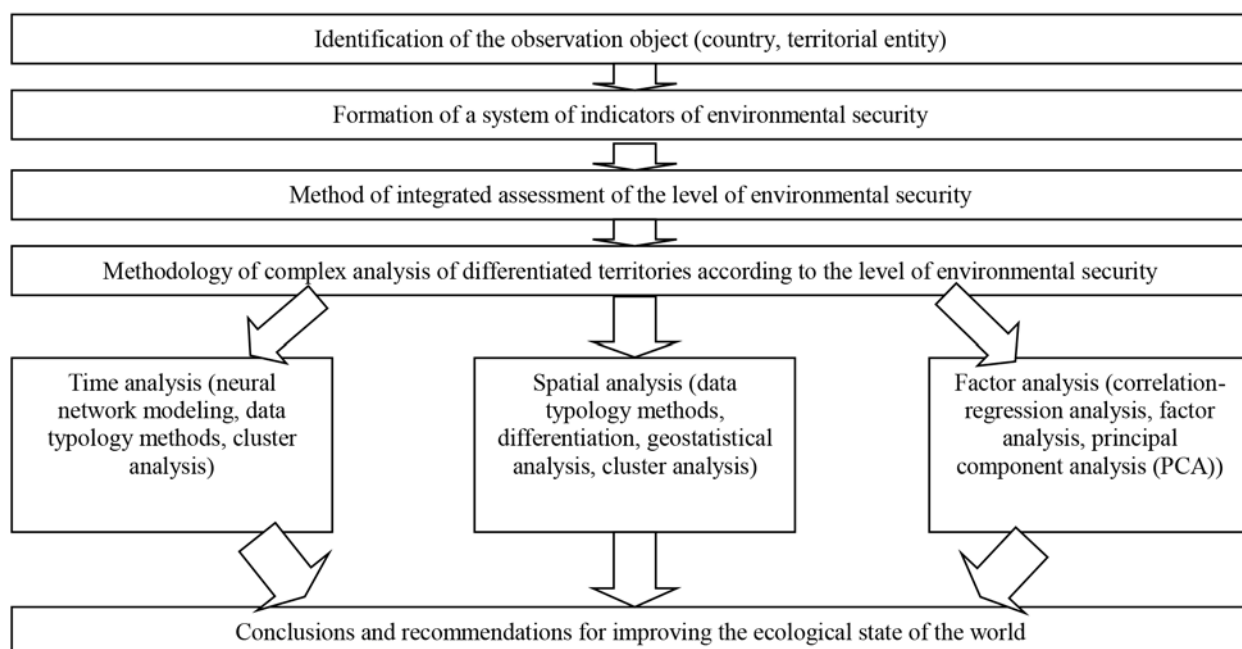 Identification of the observation object (country, territorial entity)
Formation of a system of indicators of environmental security
Method of integrated assessment of the level of environmental security
Methodology of complex analysis of differentiated territories according to the level of environmental security
Time analysis (neural
network modeling, data
typology methods, cluster
analysis)
Spatial analysis (data
typology methods,
differentiation, geostatistical
analysis, cluster analysis)
Factor analysis (correlation-
regression analysis, factor
analysis, principal
component analysis (PCA))
Conclusions and recommendations for improving the ecological state of the world